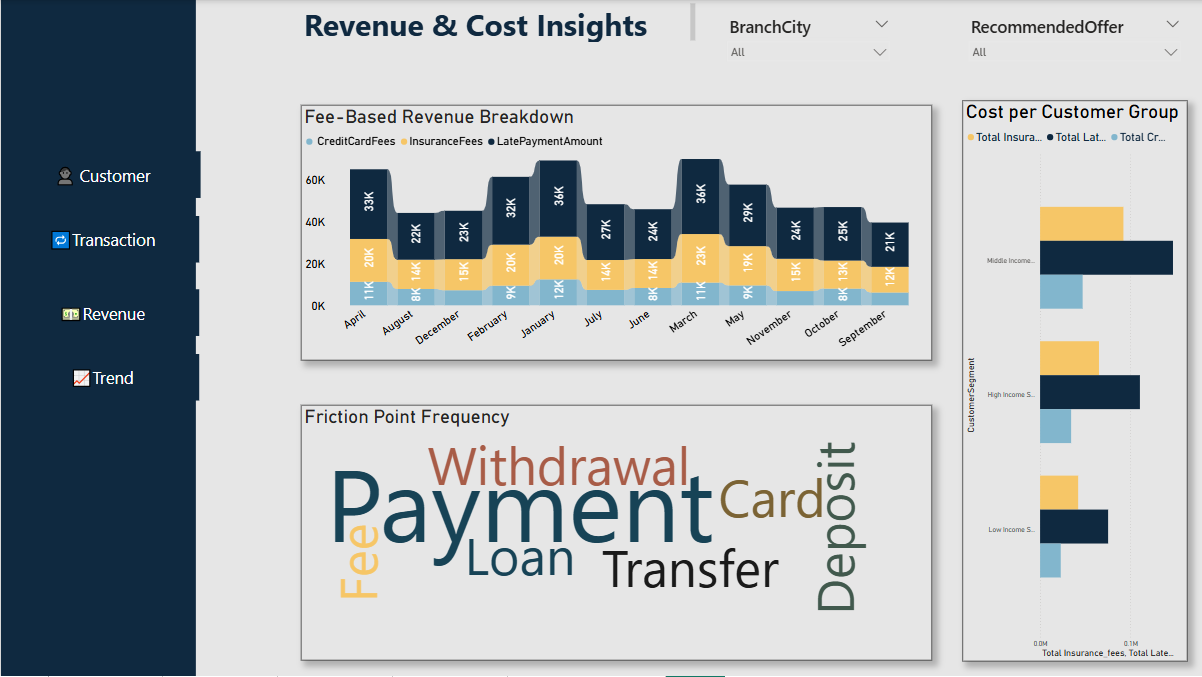 Revenue & Cost Insights
BranchCity
All
RecommendedOffer
All
Customer
Transaction
Revenue
Trend
Fee-Based Revenue Breakdown
CreditCardFees InsuranceFees LatePaymentAmount
60K
40K
20K
0K
33K 22K 23K 32K 36K 27K 24K 36K 29K 24K 25K 21K
20K 14K 15K 20K 20K 14K 14K 23K 19K 15K 13K 12K
11K 8K 9K 12K 8K 11K 9K 8K
April August December February January July June March May November October September
Friction Point Frequency
Withdrawal
Payment
Card
Deposit
Fee
Loan
Transfer
Cost per Customer Group
Total Insura... Total Lat... Total Cr...
CustomerSegment
Middle Income...
High Income S...
Low Income S...
0.0M 0.1M
Total Insurance_fees, Total Late...